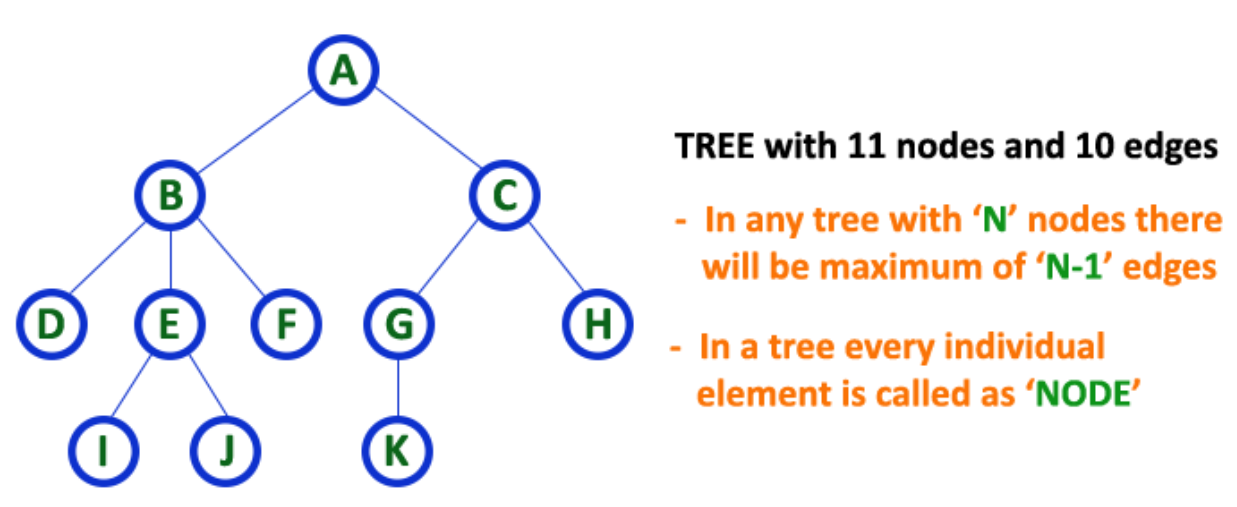 A
B
C
D
E
F
G
H
I
J
K
TREE with 11 nodes and 10 edges
- In any tree with ‘N’ nodes there
will be maximum of ‘N-1’ edges
- In a tree every individual
element is called as ‘NODE’